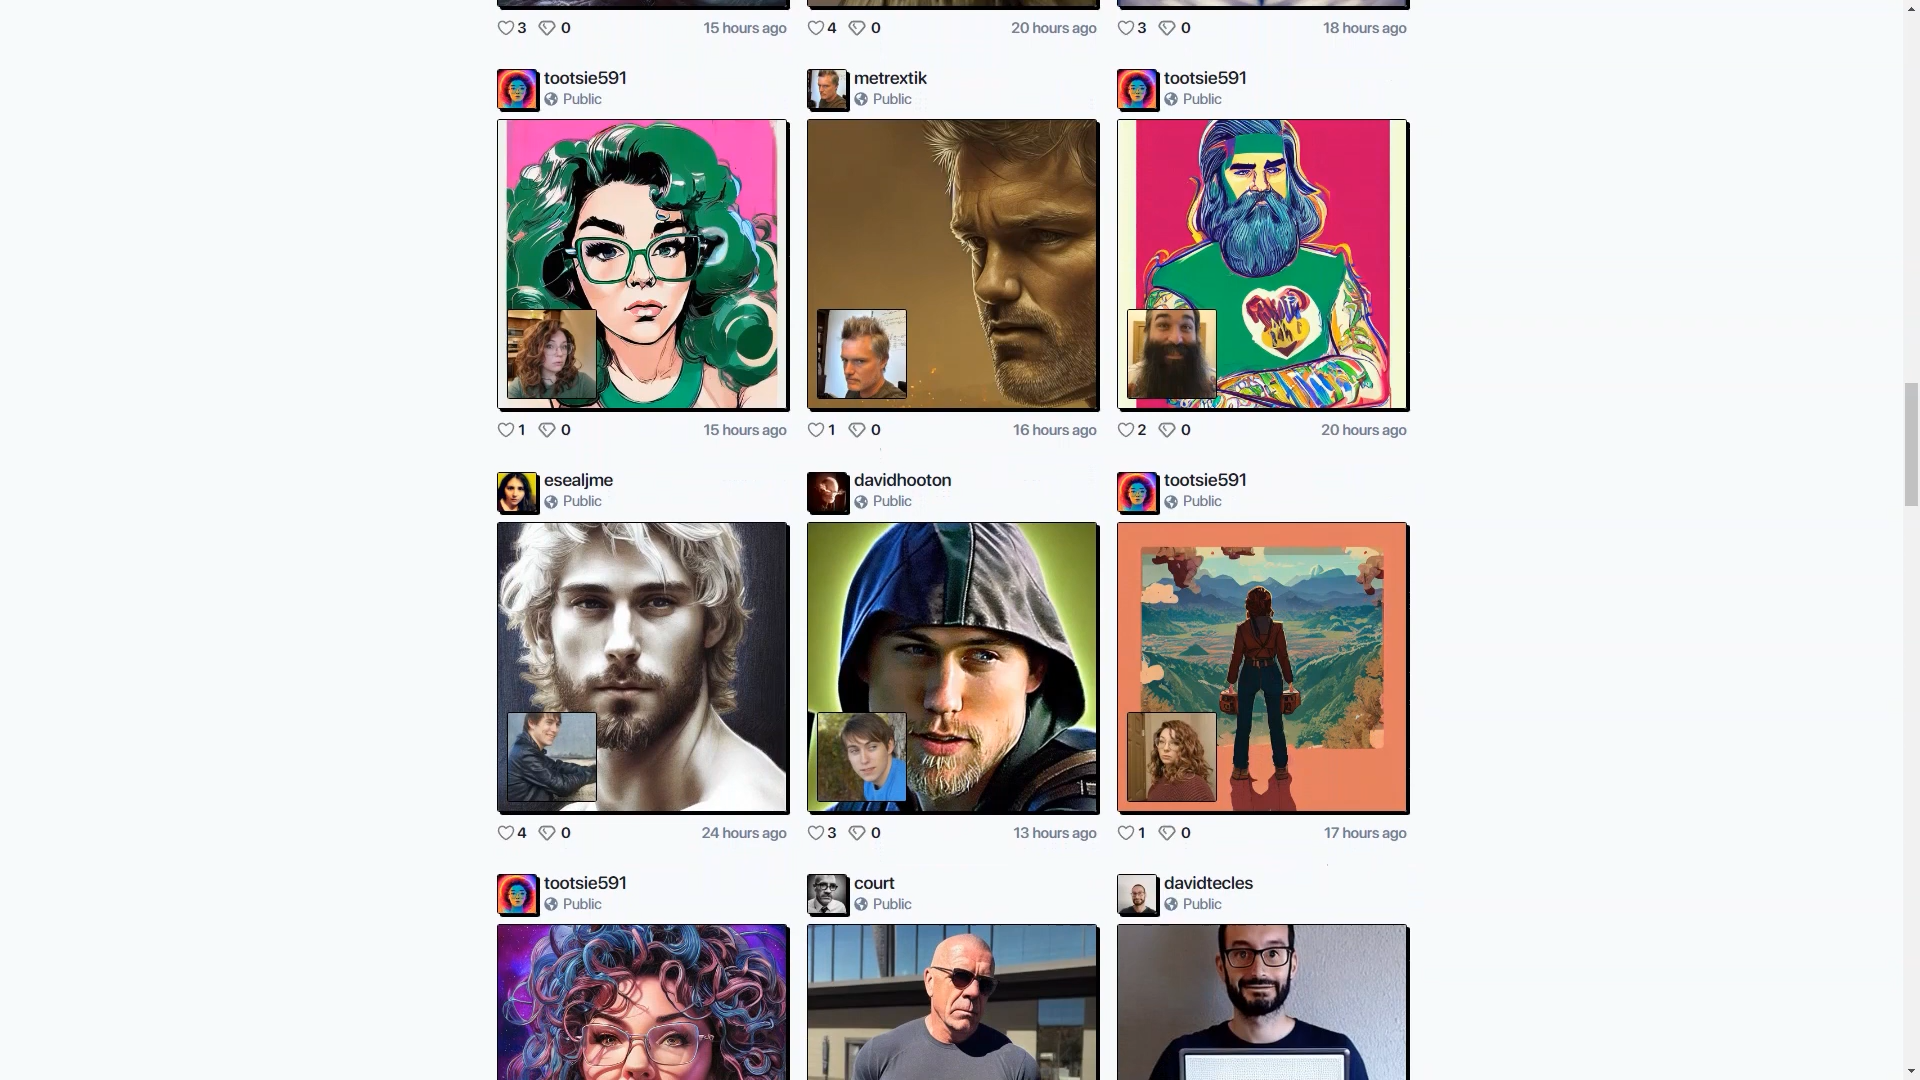 3 0 15 hours ago
4 0 20 hours ago
3 0 18 hours ago
tootsie591
Public
metrextik
Public
tootsie591
Public
1 0 15 hours ago
1 0 16 hours ago
2 0 20 hours ago
esealjme
Public
davidhooton
Public
tootsie591
Public
4 0 24 hours ago
3 0 13 hours ago
1 0 17 hours ago
tootsie591
Public
court
Public
davidtecles
Public